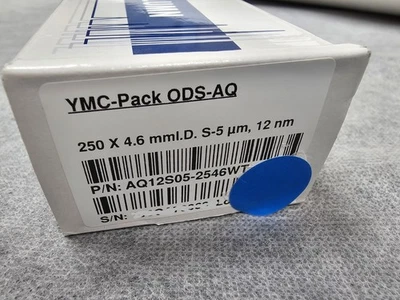 YMC-Pack ODS-AQ
250 X 4.6 mmI.D. S-5 µm, 12 nm
P/N: AQ12S05-2546WT
S/N: